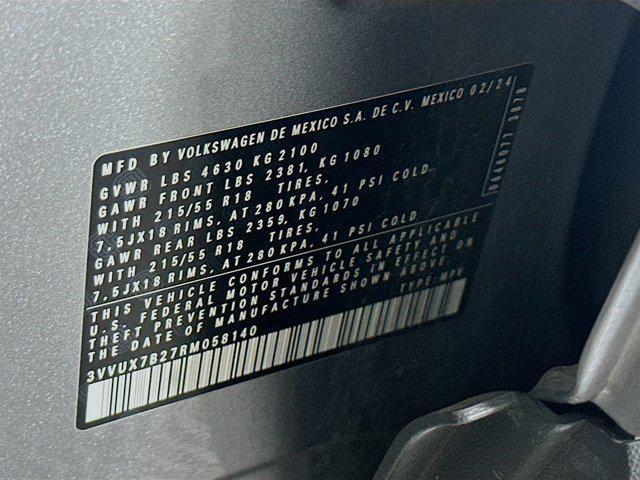 MFD BY VOLKSWAGEN DE MEXICO S.A. DE C.V. MEXICO 02/24
GVWR LBS 4630 KG 2100
GAWR FRONT LBS 2381, KG 1080
WITH 215/55 R18 TIRES,
7,5JX18 RIMS, AT 280 KPA, 41 PSI COLD
GAWR REAR LBS 2359, KG 1070
WITH 215/55 R18 TIRES,
7,5JX18 RIMS, AT 280 KPA, 41 PSI COLD
THIS VEHICLE CONFORMS TO ALL APPLICABLE
U.S. FEDERAL MOTOR VEHICLE SAFETY AND
THEFT PREVENTION STANDARDS IN EFFECT ON
THE DATE OF MANUFACTURE SHOWN ABOVE.
TYPE: M/V
3VVUX7B27RM058140